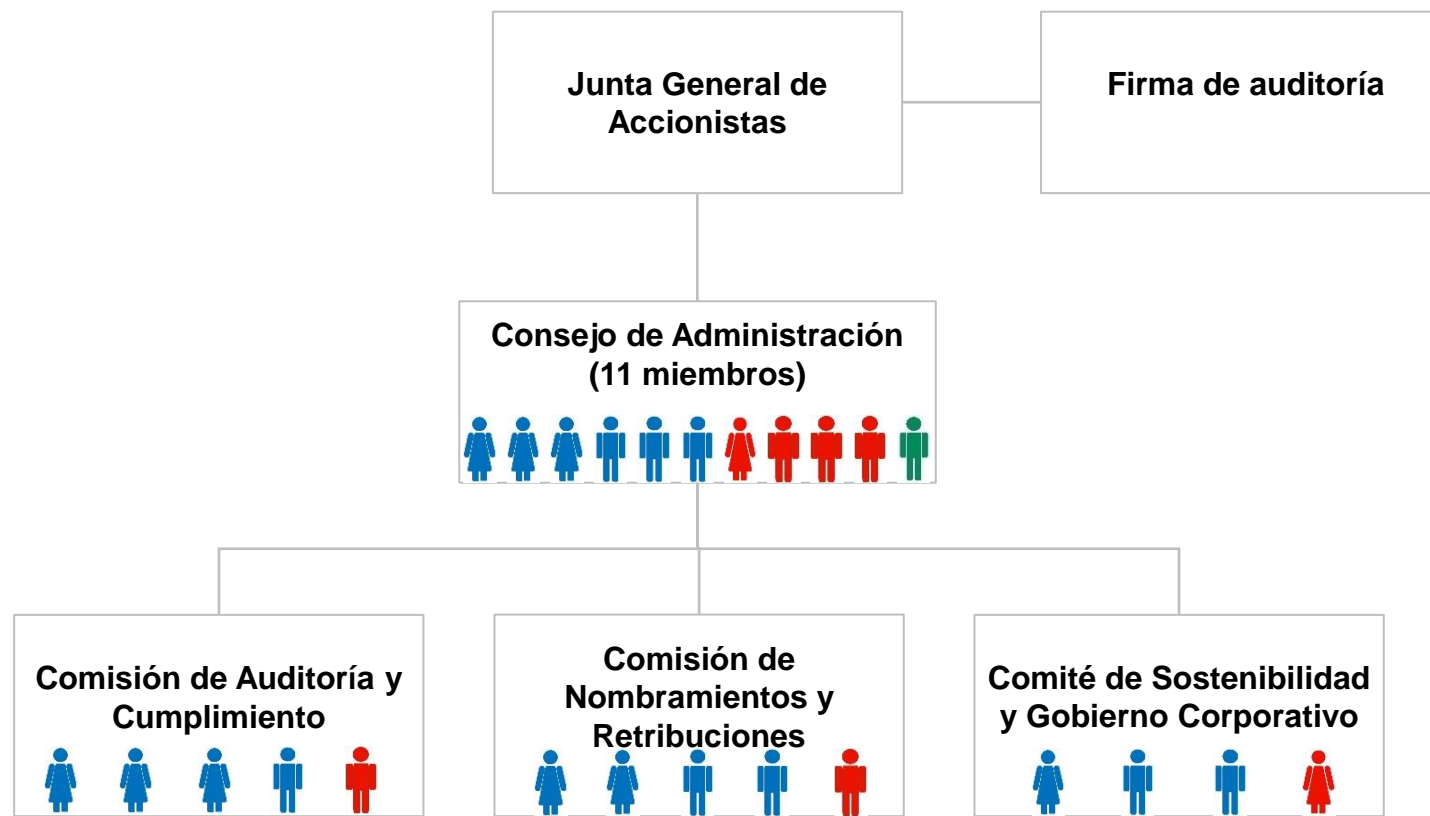 Junta General de
Accionistas
Firma de auditoría
Consejo de Administración
(11 miembros)
Comisión de Auditoría y
Cumplimiento
Comisión de
Nombramientos y
Retribuciones
Comité de Sostenibilidad
y Gobierno Corporativo